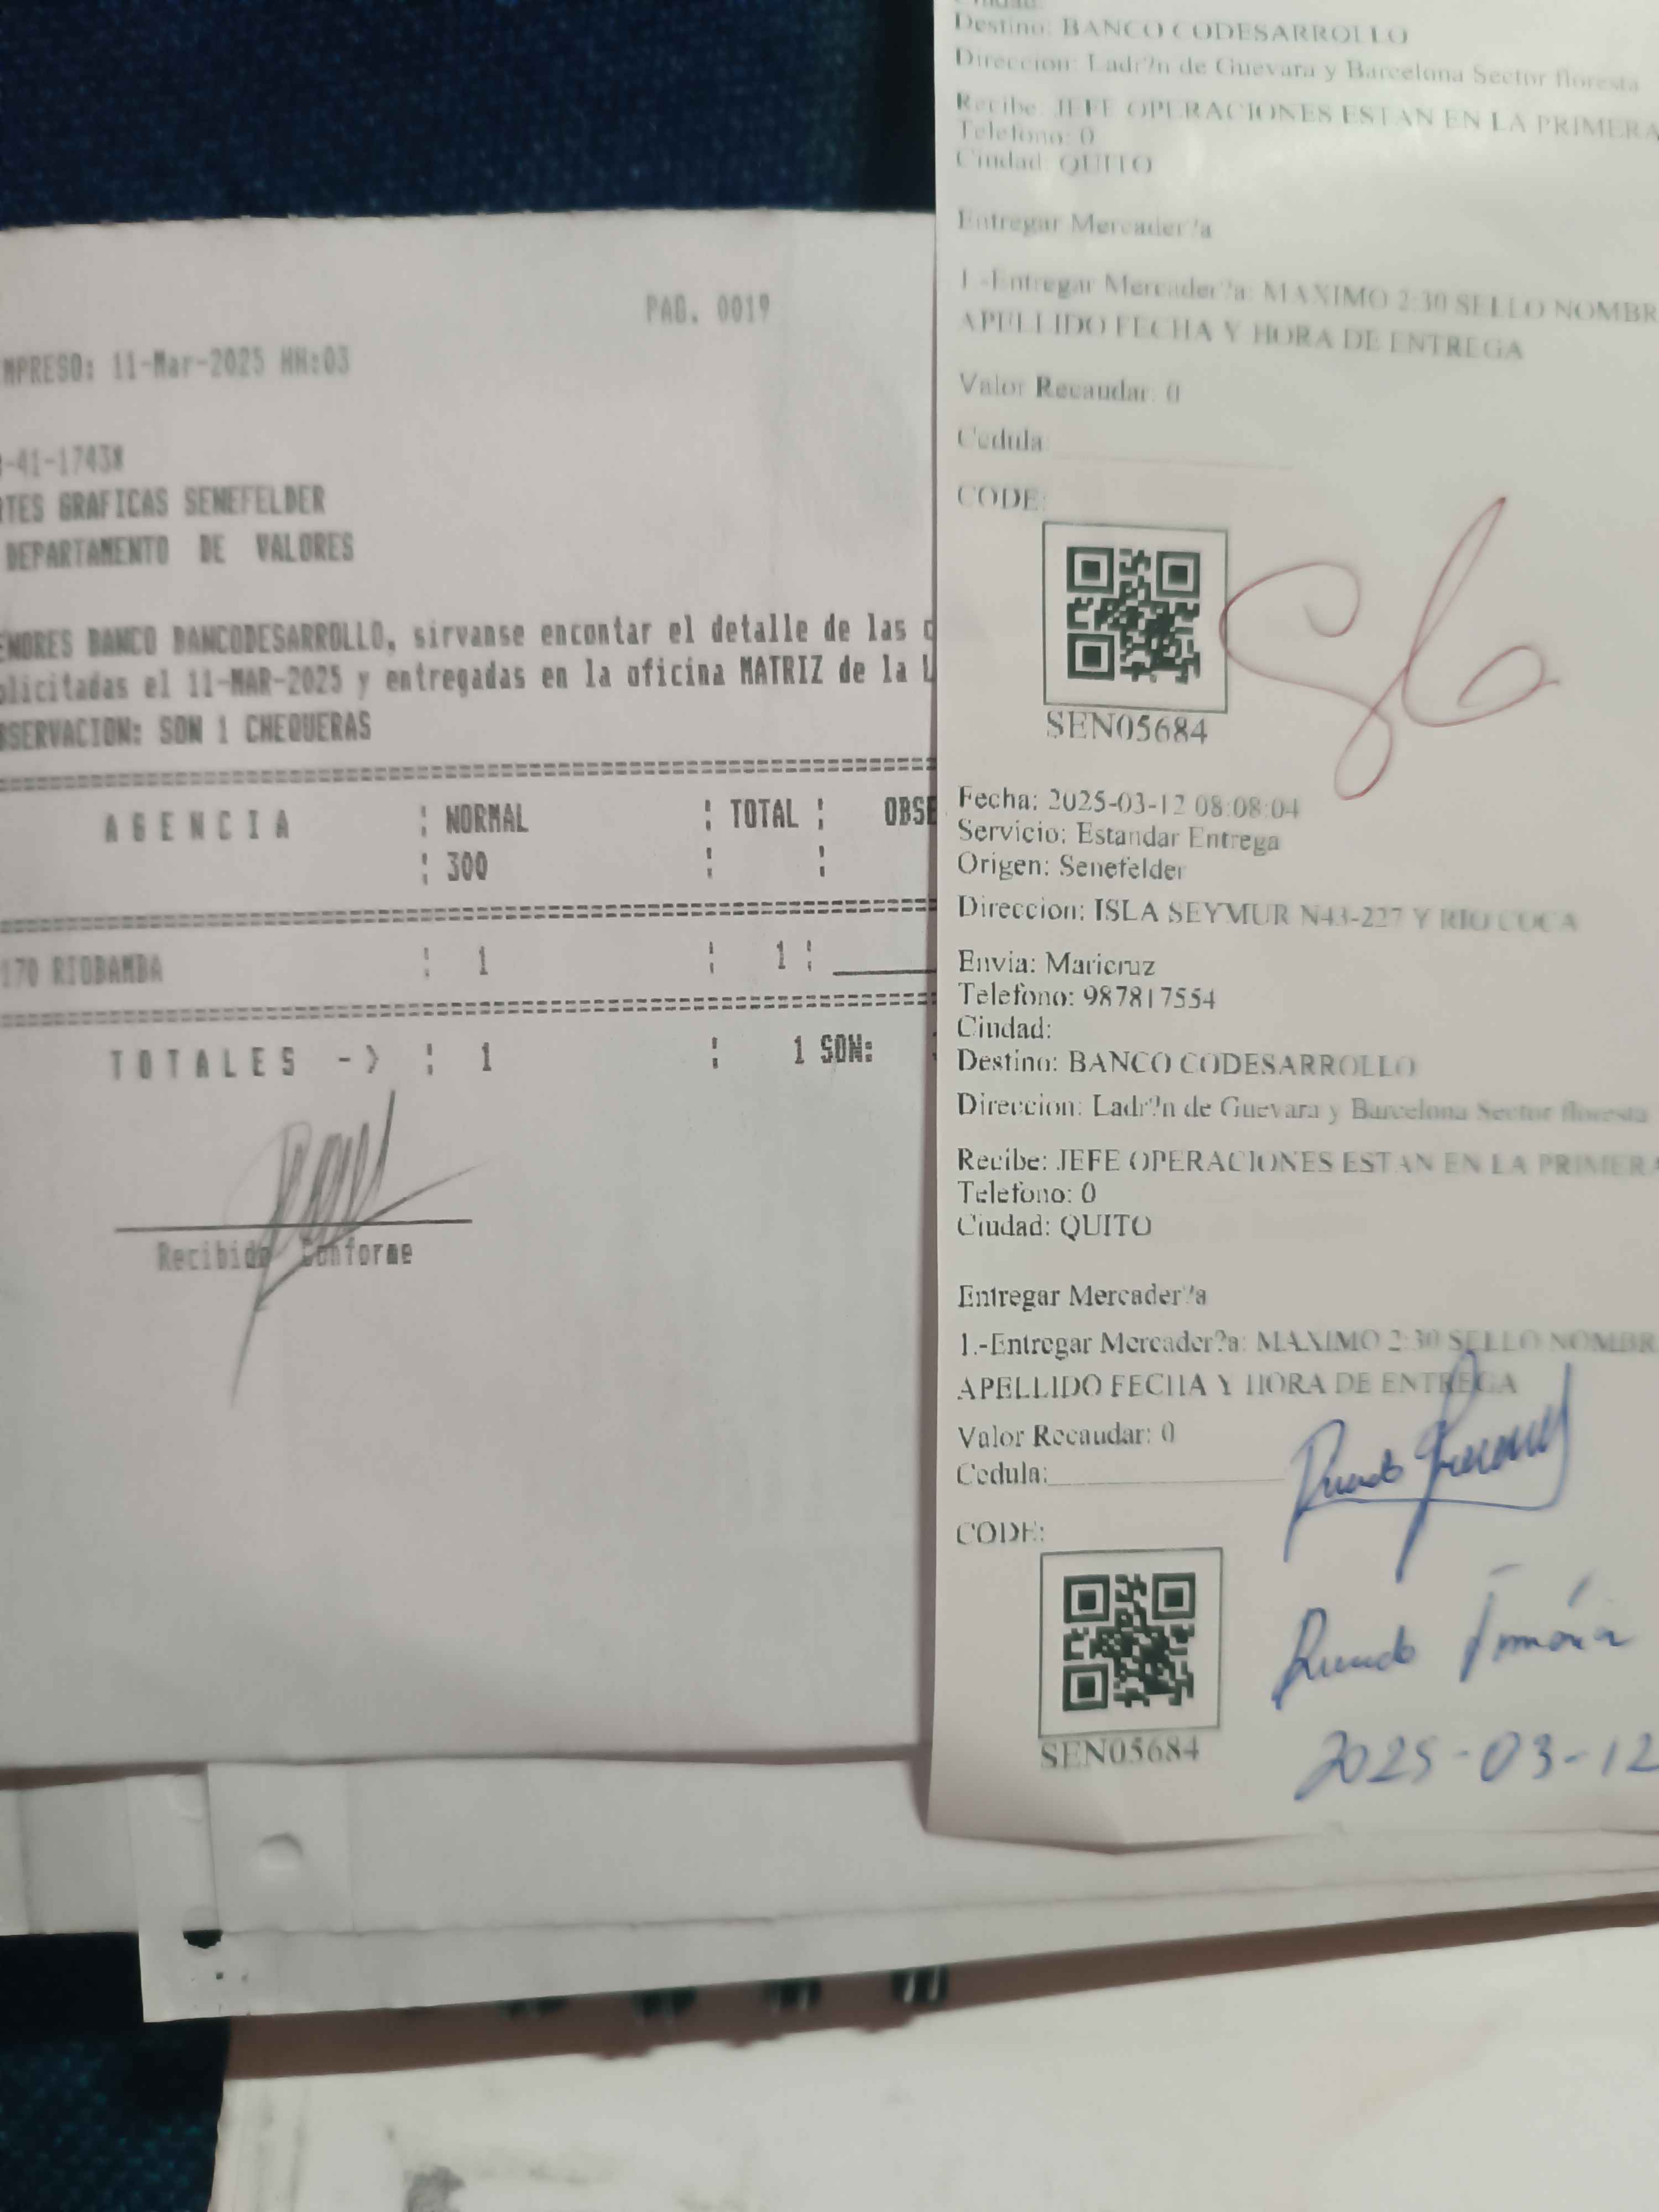 PAG. 0019
MPRESO: 11-Mar-2025 HH:03
-41-17438
RTES GRAFICAS SENEFELDER
DEPARTAMENTO DE VALORES
ENORES BANCO BANCODESARROLLO, sirvanse encontar el detalle de las
olicitadas el 11-MAR-2025 y entregadas en la oficina MATRIZ de la L
BSERVACION: SON 1 CHEQUERAS
A G E N C I A : NORMAL : TOTAL : OBSE
: 300 : :
170 RIOBAMBA : 1 : 1 :
T O T A L E S -> : 1 : 1 SON:
Recibido Conforme
Destino: BANCO CODESARROLLO
Direccion: Ladr?n de Guevara y Barcelona Sector floresta
Recibe: JEFE OPERACIONES ESTAN EN LA PRIMERA
Telefono: 0
Ciudad: QUITO
Entregar Mercader?a
1.-Entregar Mercader?a: MAXIMO 2:30 SELLO NOMBR
APELLIDO FECHA Y HORA DE ENTREGA
Valor Recaudar: 0
Cedula
CODE:
SEN05684
Fecha: 2025-03-12 08:08:04
Servicio: Estandar Entrega
Origen: Senefelder
Direccion: ISLA SEYMUR N43-227 Y RIO COCA
Envia: Maricruz
Telefono: 987817554
Ciudad:
Destino: BANCO CODESARROLLO
Direccion: Ladr?n de Guevara y Barcelona Sector floresta
Recibe: JEFE OPERACIONES ESTAN EN LA PRIMERA
Telefono: 0
Ciudad: QUITO
Entregar Mercader?a
1.-Entregar Mercader?a: MAXIMO 2:30 SELLO NOMBR
APELLIDO FECHA Y HORA DE ENTREGA
Valor Recaudar: 0
Cedula:
CODE:
SEN05684
2025-03-12